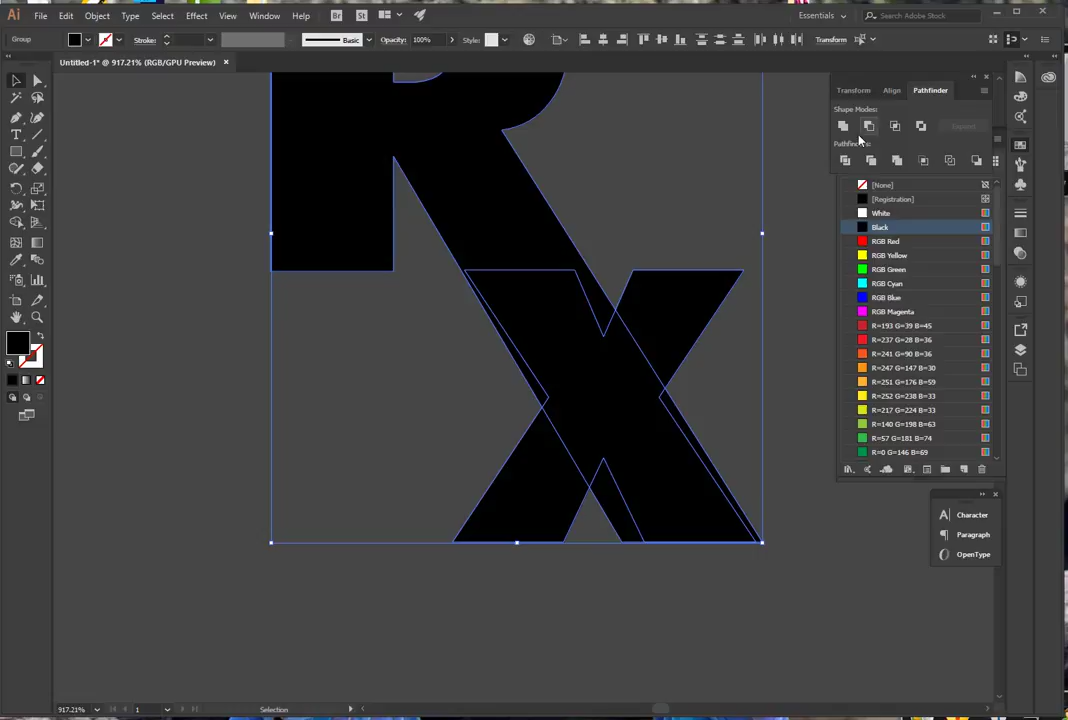 Ai File Edit Object Type Select Effect View Window Help Br St Essentials Search Adobe Stock
Group Stroke: Basic Opacity: 100% Style: Transform
Untitled-1* @ 917.21% (RGB/GPU Preview) ×
Transform Align Pathfinder
Shape Modes:
Expand
[None]
[Registration]
White
Black
RGB Red
RGB Yellow
RGB Green
RGB Cyan
RGB Blue
RGB Magenta
R=193 G=39 B=45
R=237 G=28 B=36
R=241 G=90 B=36
R=247 G=147 B=30
R=251 G=176 B=59
R=252 G=238 B=33
R=217 G=224 B=33
R=140 G=198 B=63
R=57 G=181 B=74
R=0 G=146 B=69
Character
Paragraph
OpenType
Rx
917.21% 1 Selection